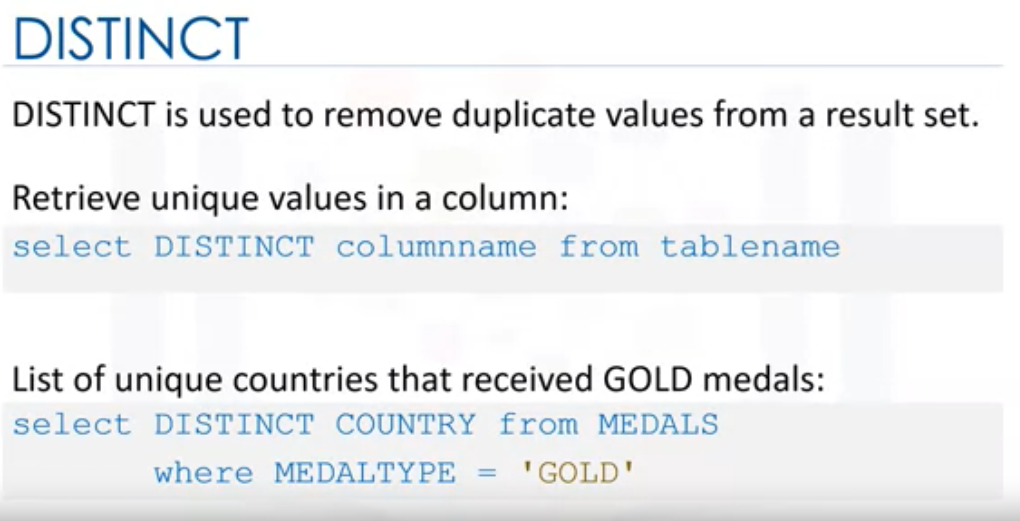 DISTINCT
DISTINCT is used to remove duplicate values from a result set.
Retrieve unique values in a column:
select DISTINCT columnname from tablename
List of unique countries that received GOLD medals:
select DISTINCT COUNTRY from MEDALS
where MEDALTYPE = 'GOLD'